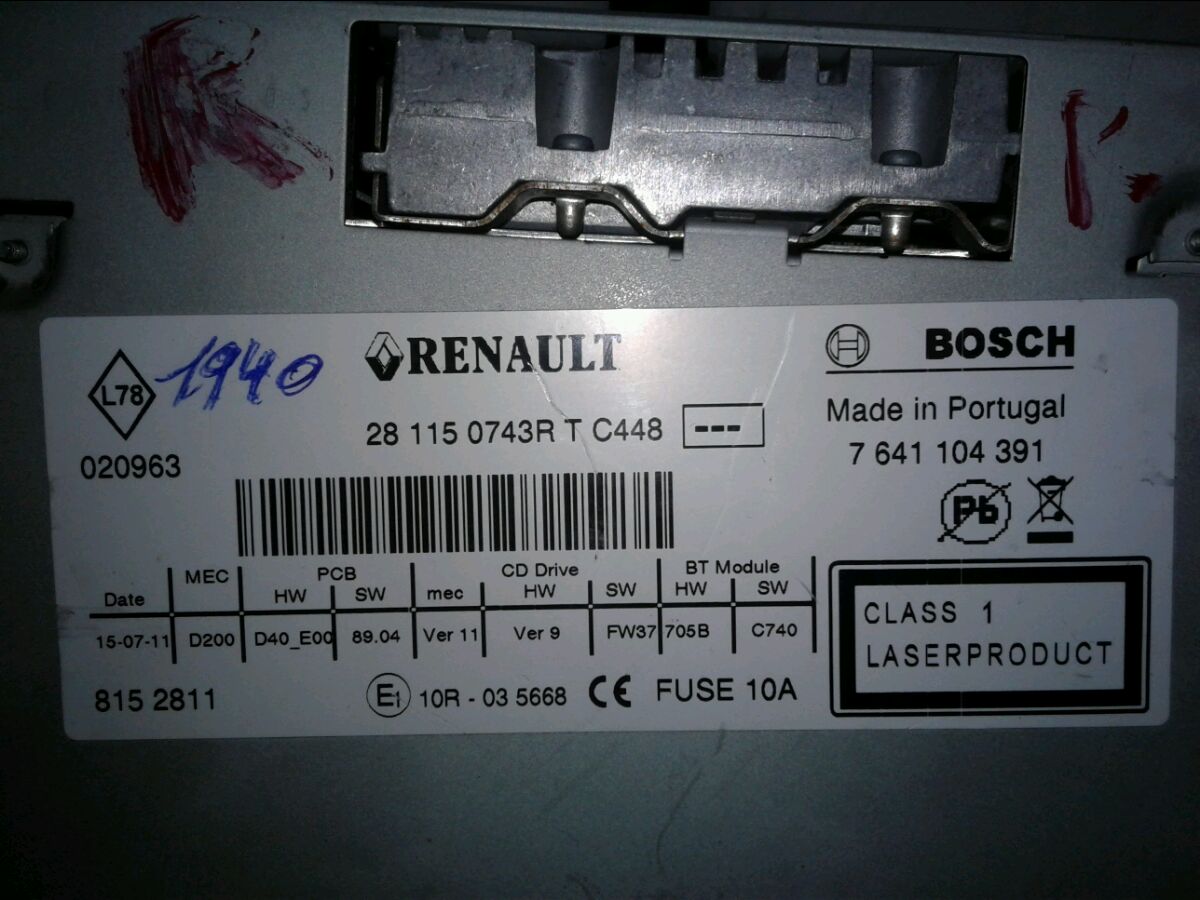 R
L78
1940
RENAULT
BOSCH
28 115 0743R T C448 ---
Made in Portugal
7 641 104 391
020963
Pb
MEC PCB CD Drive BT Module
Date HW SW mec HW SW HW SW
15-07-11 D200 D40_E00 89.04 Ver 11 Ver 9 FW37 705B C740
CLASS 1
LASERPRODUCT
815 2811
E1 10R - 03 5668 CE FUSE 10A